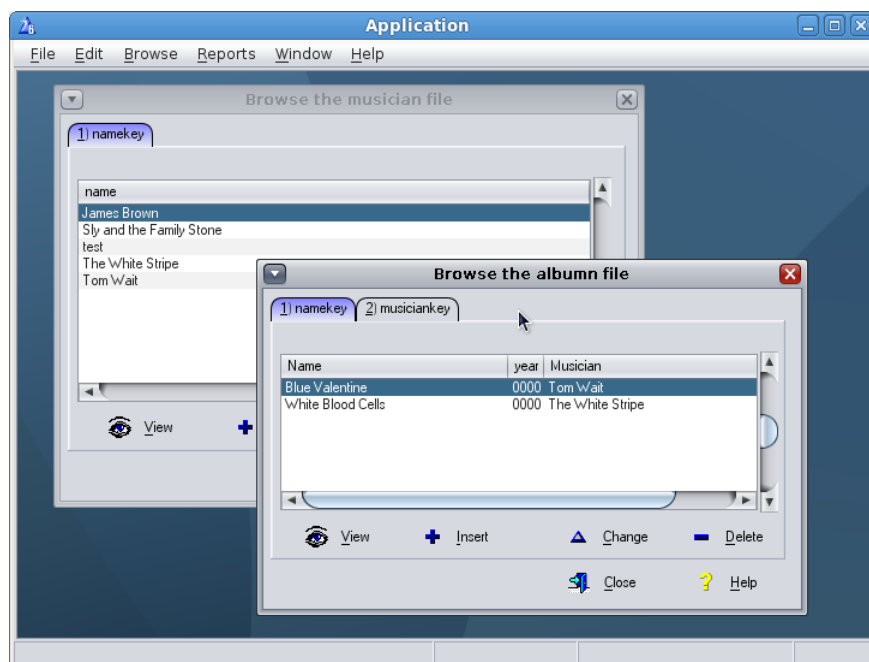 Application
File Edit Browse Reports Window Help
Browse the musician file
1) namekey
name
James Brown
Sly and the Family Stone
test
The White Stripe
Tom Wait
View
Browse the albumn file
1) namekey 2) musiciankey
Name year Musician
Blue Valentine 0000 Tom Wait
White Blood Cells 0000 The White Stripe
View Insert Change Delete
Close Help